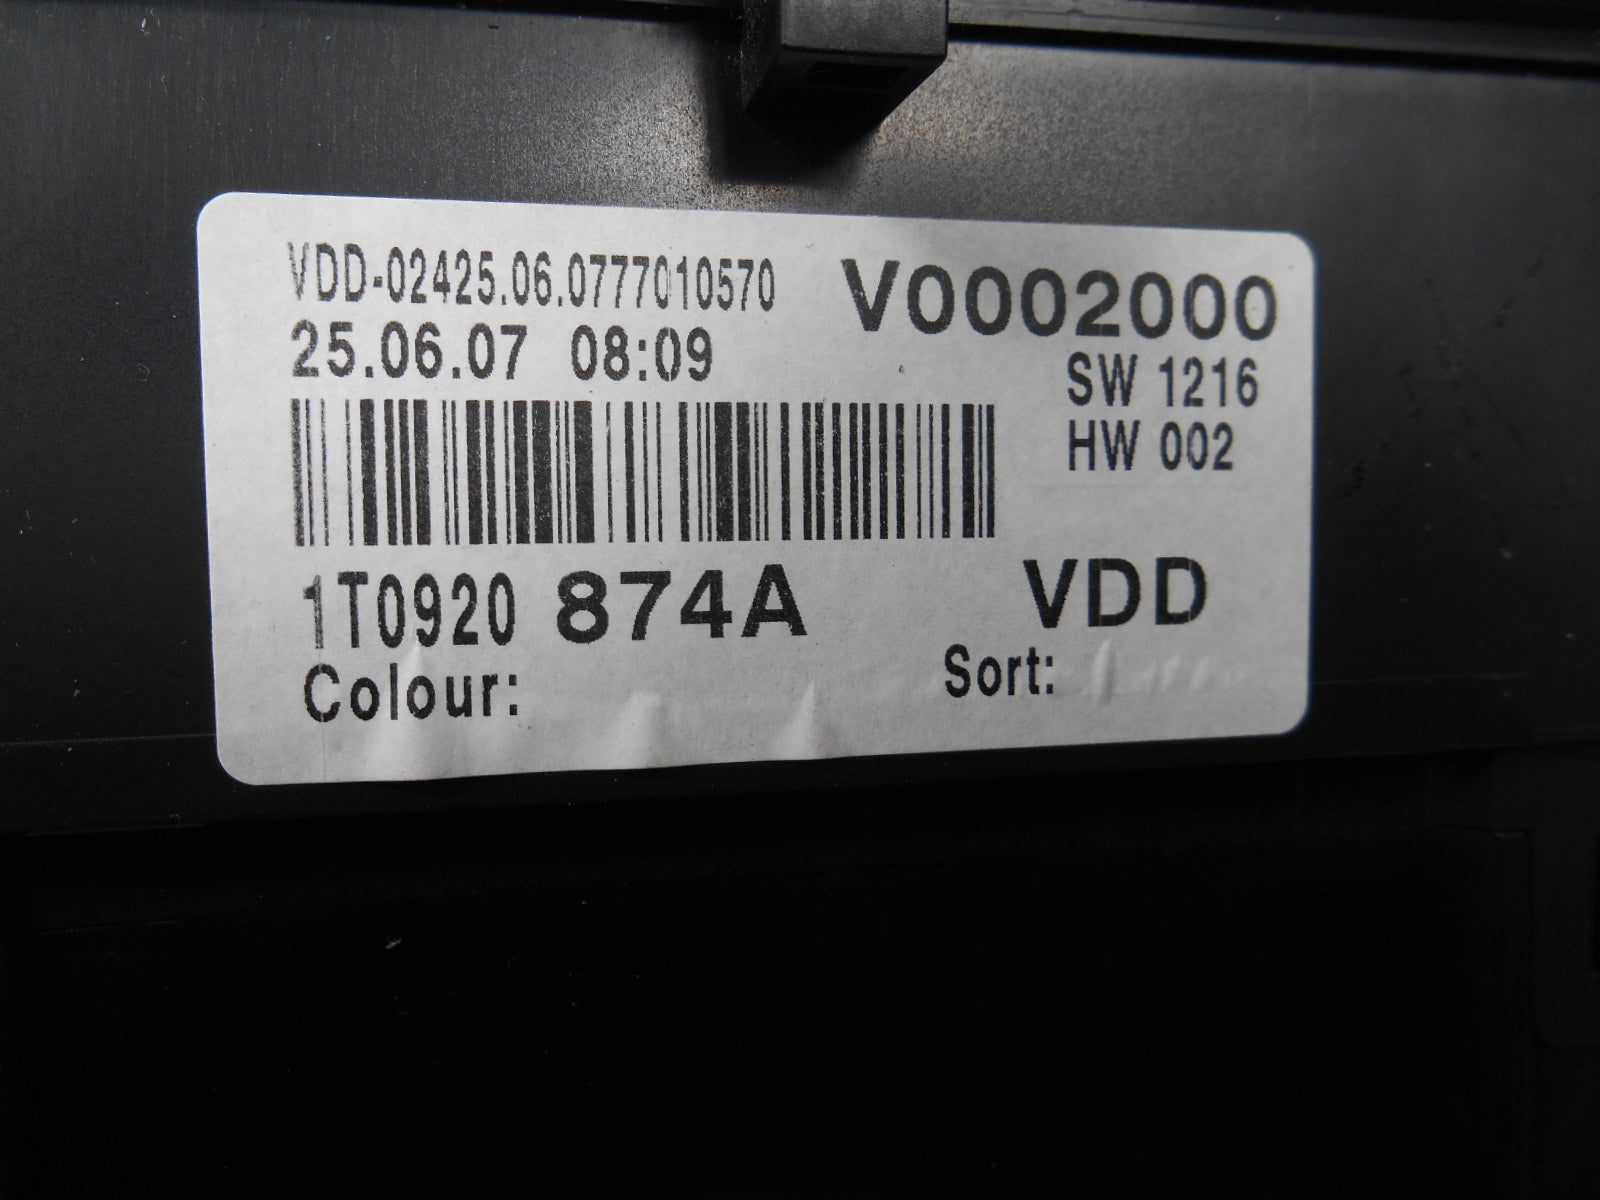 VDD-02425.06.0777010570
V0002000
25.06.07 08:09
SW 1216
HW 002
1T0920 874A
VDD
Colour:
Sort: